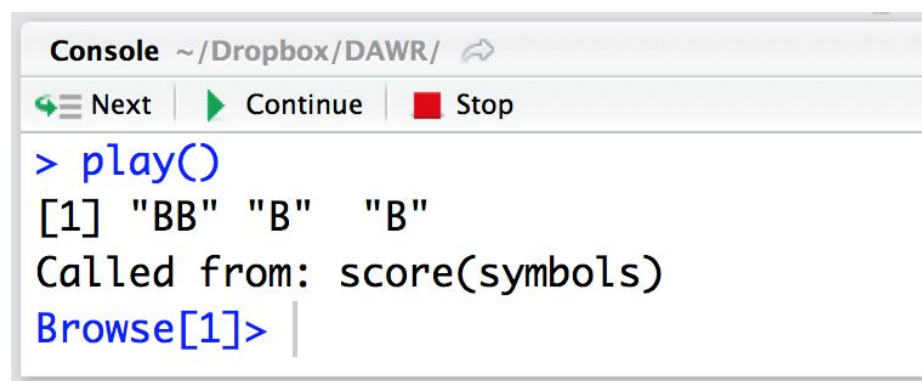 Console ~/Dropbox/DAWR/
Next Continue Stop
> play()
[1] "BB" "B"  "B"
Called from: score(symbols)
Browse[1]>